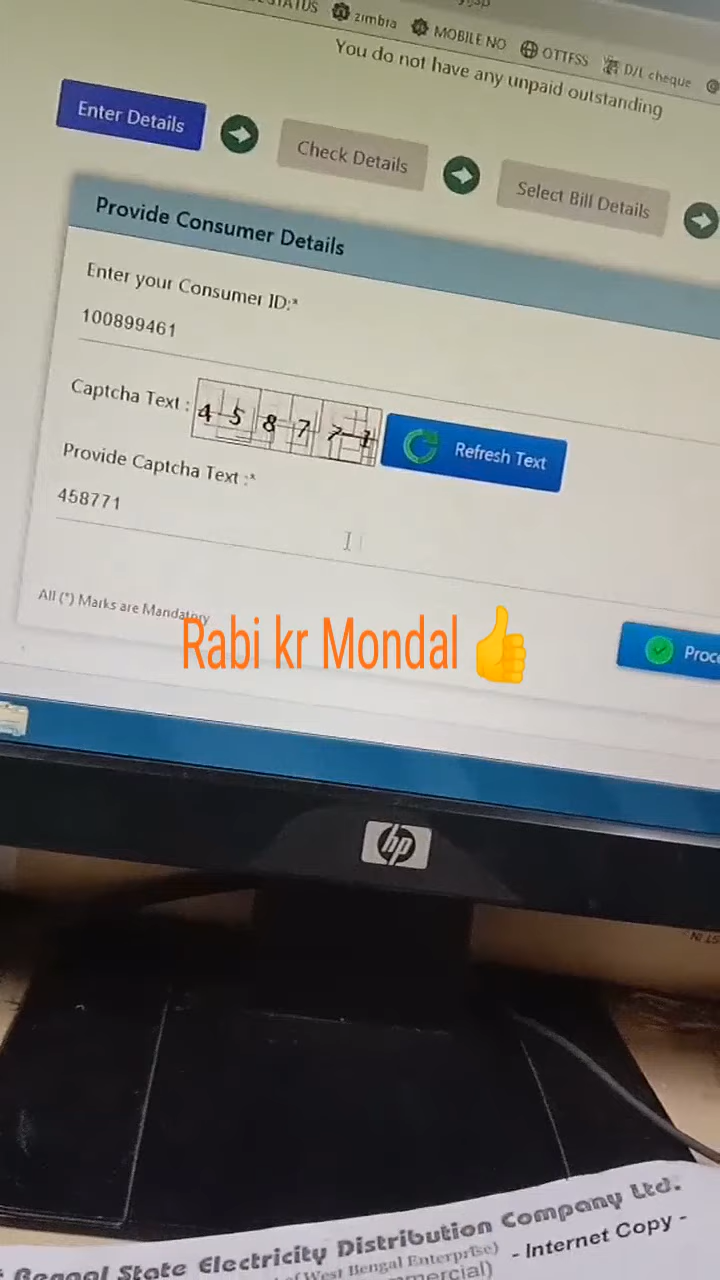 zimbra MOBILE NO OTTFSS D/L cheque
You do not have any unpaid outstanding
Enter Details Check Details Select Bill Details
Provide Consumer Details
Enter your Consumer ID:*
100899461
Captcha Text : 4 5 8 7 7 1 Refresh Text
Provide Captcha Text :*
458771
All (*) Marks are Mandatory
Rabi kr Mondal 👍
hp
State Electricity Distribution Company Ltd.
West Bengal Enterprise) - Internet Copy -